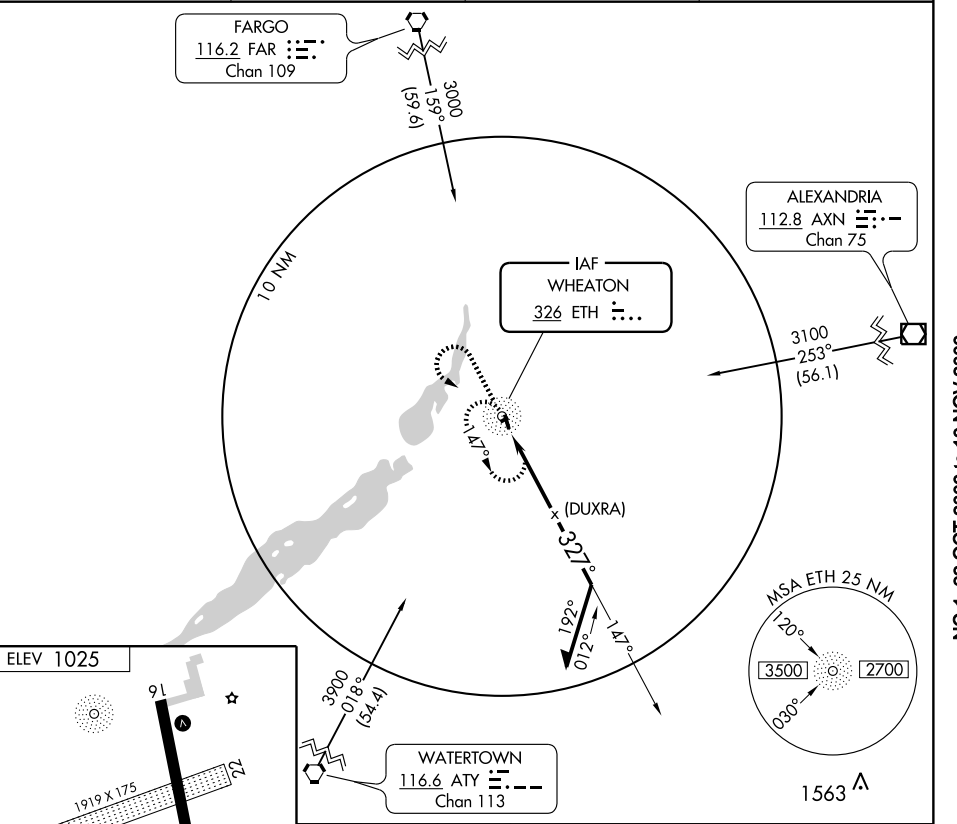 FARGO
116.2 FAR
Chan 109
3000
159°
(59.6)
10 NM
ALEXANDRIA
112.8 AXN
Chan 75
IAF
WHEATON
326 ETH
3100
253°
(56.1)
147°
(DUXRA)
327°
192°
012°
147°
MSA ETH 25 NM
120°
3500
2700
030°
1563
ELEV 1025
16
V
22
1919 X 175
3900
018°
(54.4)
WATERTOWN
116.6 ATY
Chan 113